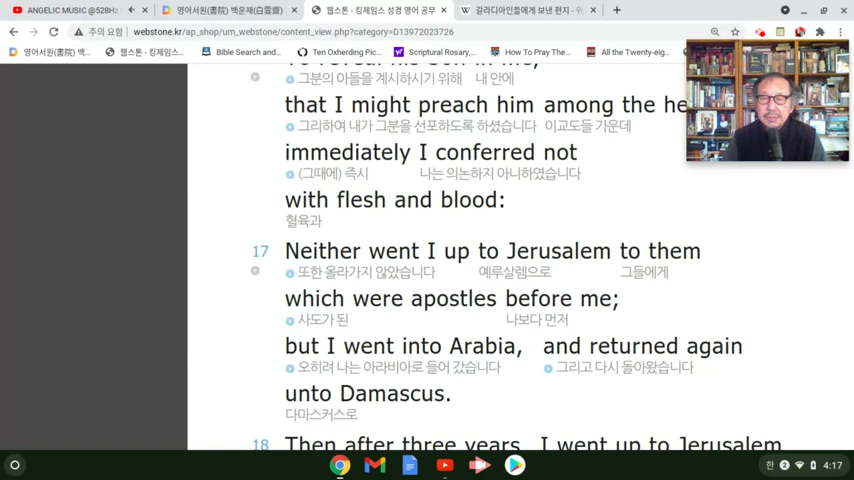 ANGELIC MUSIC @528Hz
영어서원(書院) 백운재(白雲齋)
웹스톤 - 킹제임스 성경 영어 공부
갈라디아인들에게 보낸 편지 - 위
주의 요함
webstone.kr/ap_shop/um_webstone/content_view.php?category=D13972023726
영어서원(書院) 백운재(白雲齋)
웹스톤 - 킹제임스
Bible Search and...
Ten Oxherding Pic...
Scriptural Rosary,...
How To Pray The...
All the Twenty-eig...
그분의 아들을 계시하시기 위해 내 안에
that I might preach him among the he
그리하여 내가 그분을 선포하도록 하셨습니다 이교도들 가운데
immediately I conferred not
(그때에) 즉시 나는 의논하지 아니하였습니다
with flesh and blood:
혈육과
17 Neither went I up to Jerusalem to them
또한 올라가지 않았습니다 예루살렘으로 그들에게
which were apostles before me;
사도가 된 나보다 먼저
but I went into Arabia, and returned again
오히려 나는 아라비아로 들어 갔습니다 그리고 다시 돌아왔습니다
unto Damascus.
다마스커스로
18 Then after three years I went up to Jerusalem
한 2 4:17